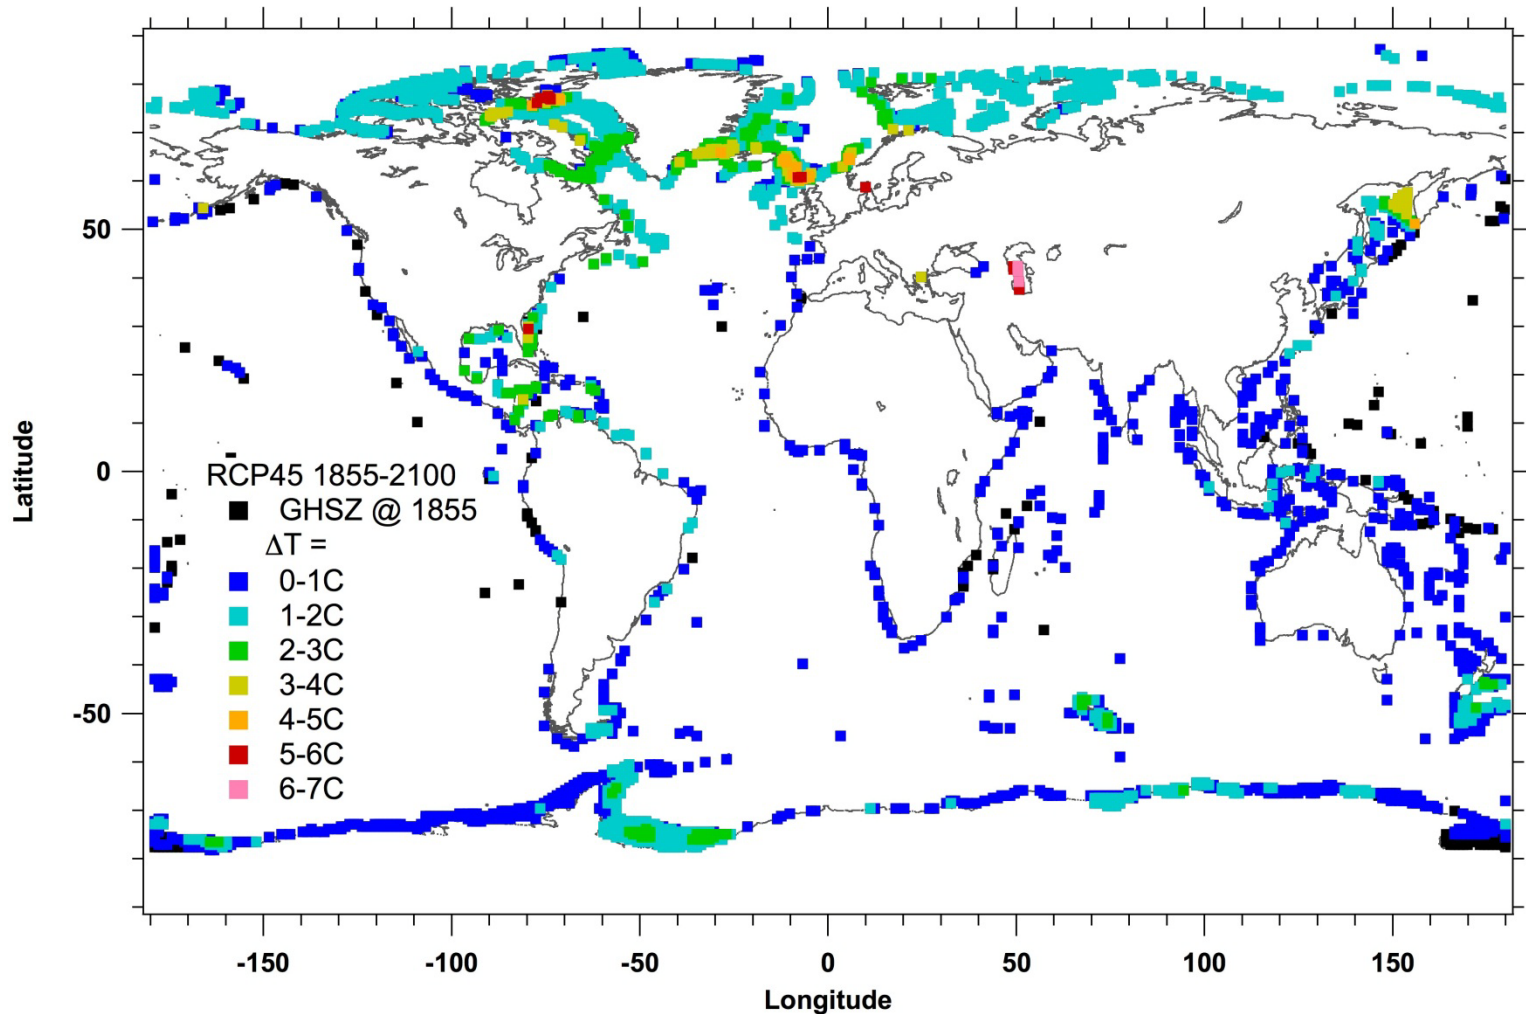 50
0
-50
Latitude
RCP45 1855-2100
GHSZ @ 1855
ΔT =
0-1C
1-2C
2-3C
3-4C
4-5C
5-6C
6-7C
-150 -100 -50 0 50 100 150
Longitude